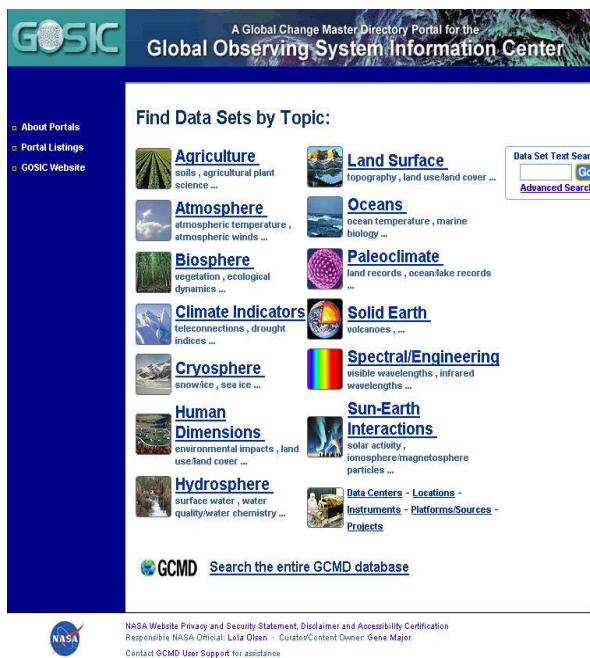 GOSIC
A Global Change Master Directory Portal for the
Global Observing System Information Center
About Portals
Portal Listings
GOSIC Website
Find Data Sets by Topic:
Agriculture
soils , agricultural plant
science ...
Atmosphere
atmospheric temperature ,
atmospheric winds ...
Biosphere
vegetation , ecological
dynamics ...
Climate Indicators
teleconnections , drought
indices ...
Cryosphere
snow/ice , sea ice ...
Human
Dimensions
environmental impacts , land
use/land cover ...
Hydrosphere
surface water , water
quality/water chemistry ...
Land Surface
topography , land use/land cover ...
Oceans
ocean temperature , marine
biology ...
Paleoclimate
land records , ocean/lake records
...
Solid Earth
volcanoes , ...
Spectral/Engineering
visible wavelengths , infrared
wavelengths ...
Sun-Earth
Interactions
solar activity ,
ionosphere/magnetosphere
particles ...
Data Centers - Locations -
Instruments - Platforms/Sources -
Projects
Data Set Text Sear
Go
Advanced Searc
GCMD Search the entire GCMD database
NASA
NASA Website Privacy and Security Statement, Disclaimer and Accessibility Certification
Responsible NASA Official: Lola Olsen - Curator/Content Owner: Gene Major
Contact GCMD User Support for assistance